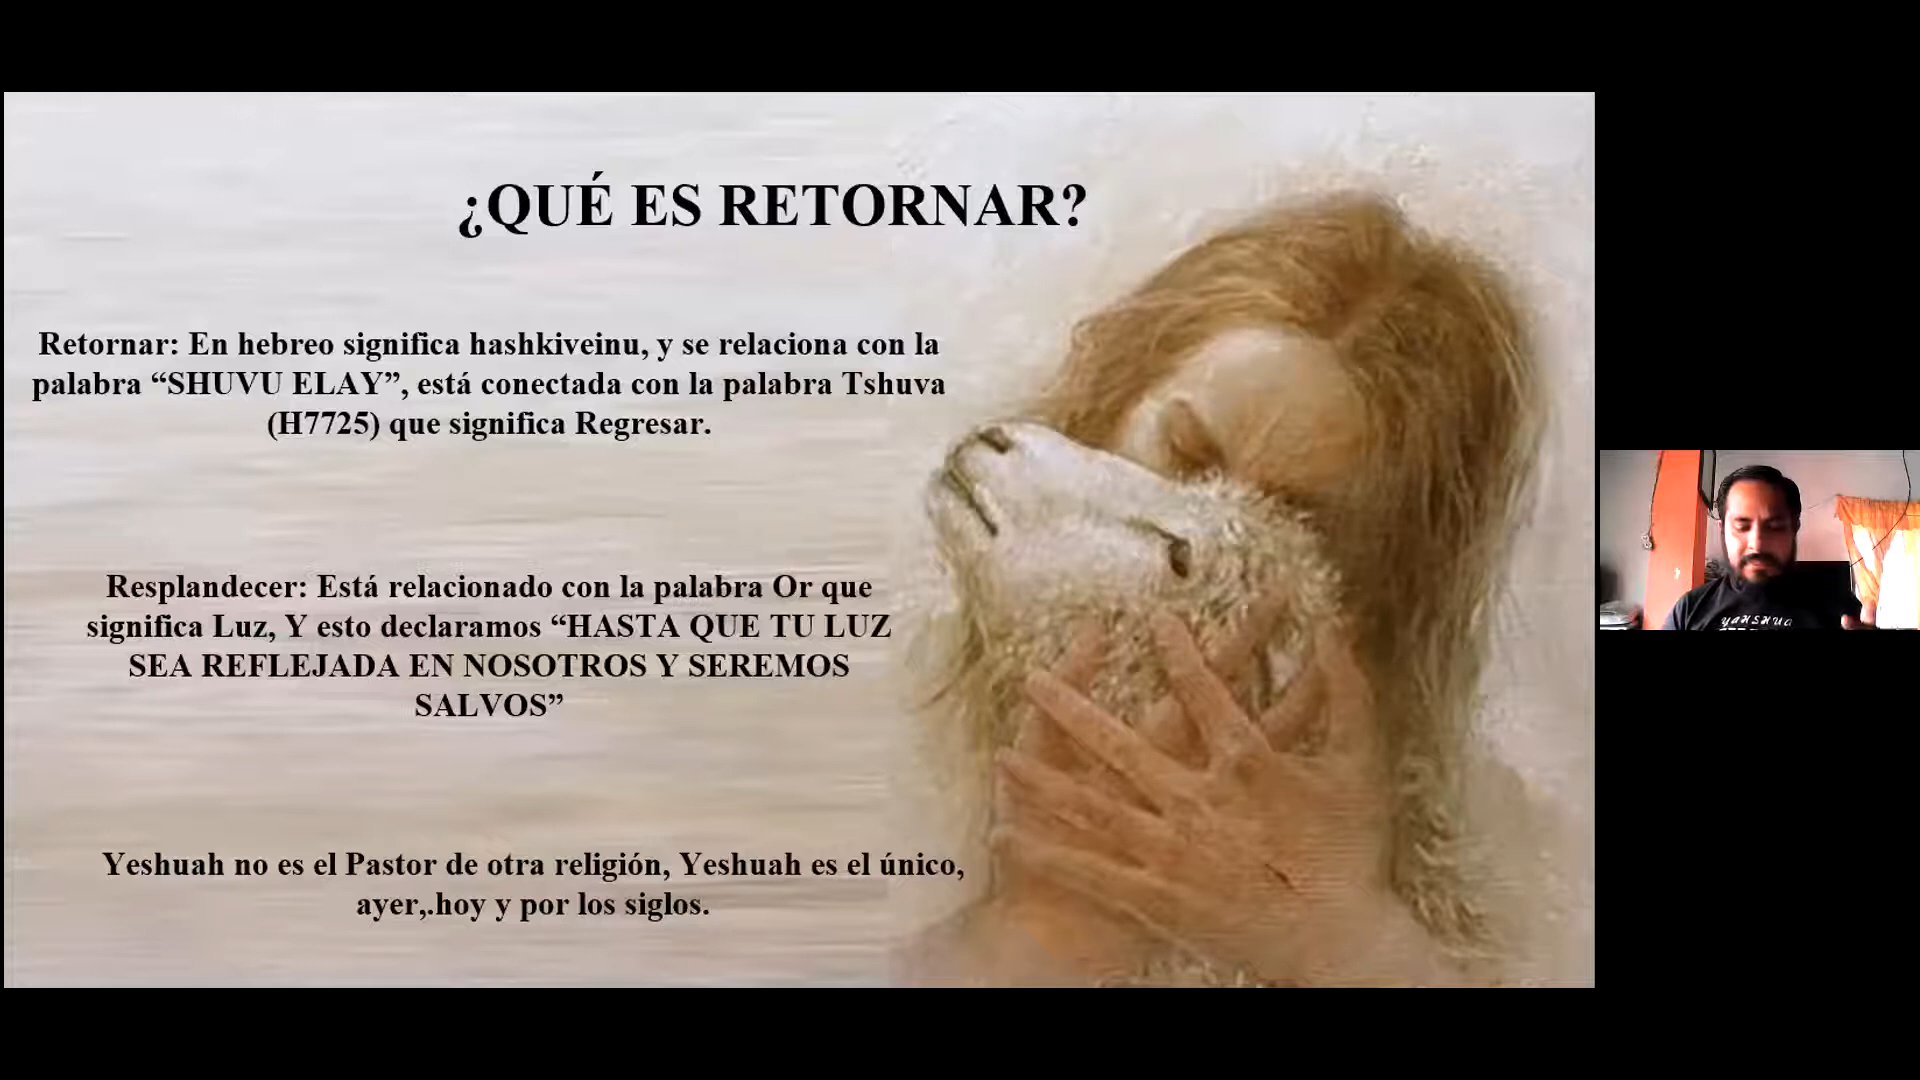 ¿QUÉ ES RETORNAR?
Retornar: En hebreo significa hashkiveinu, y se relaciona con la
palabra “SHUVU ELAY”, está conectada con la palabra Tshuva
(H7725) que significa Regresar.
Resplandecer: Está relacionado con la palabra Or que
significa Luz, Y esto declaramos “HASTA QUE TU LUZ
SEA REFLEJADA EN NOSOTROS Y SEREMOS
SALVOS”
Yeshuah no es el Pastor de otra religión, Yeshuah es el único,
ayer,.hoy y por los siglos.
YAHSHUA